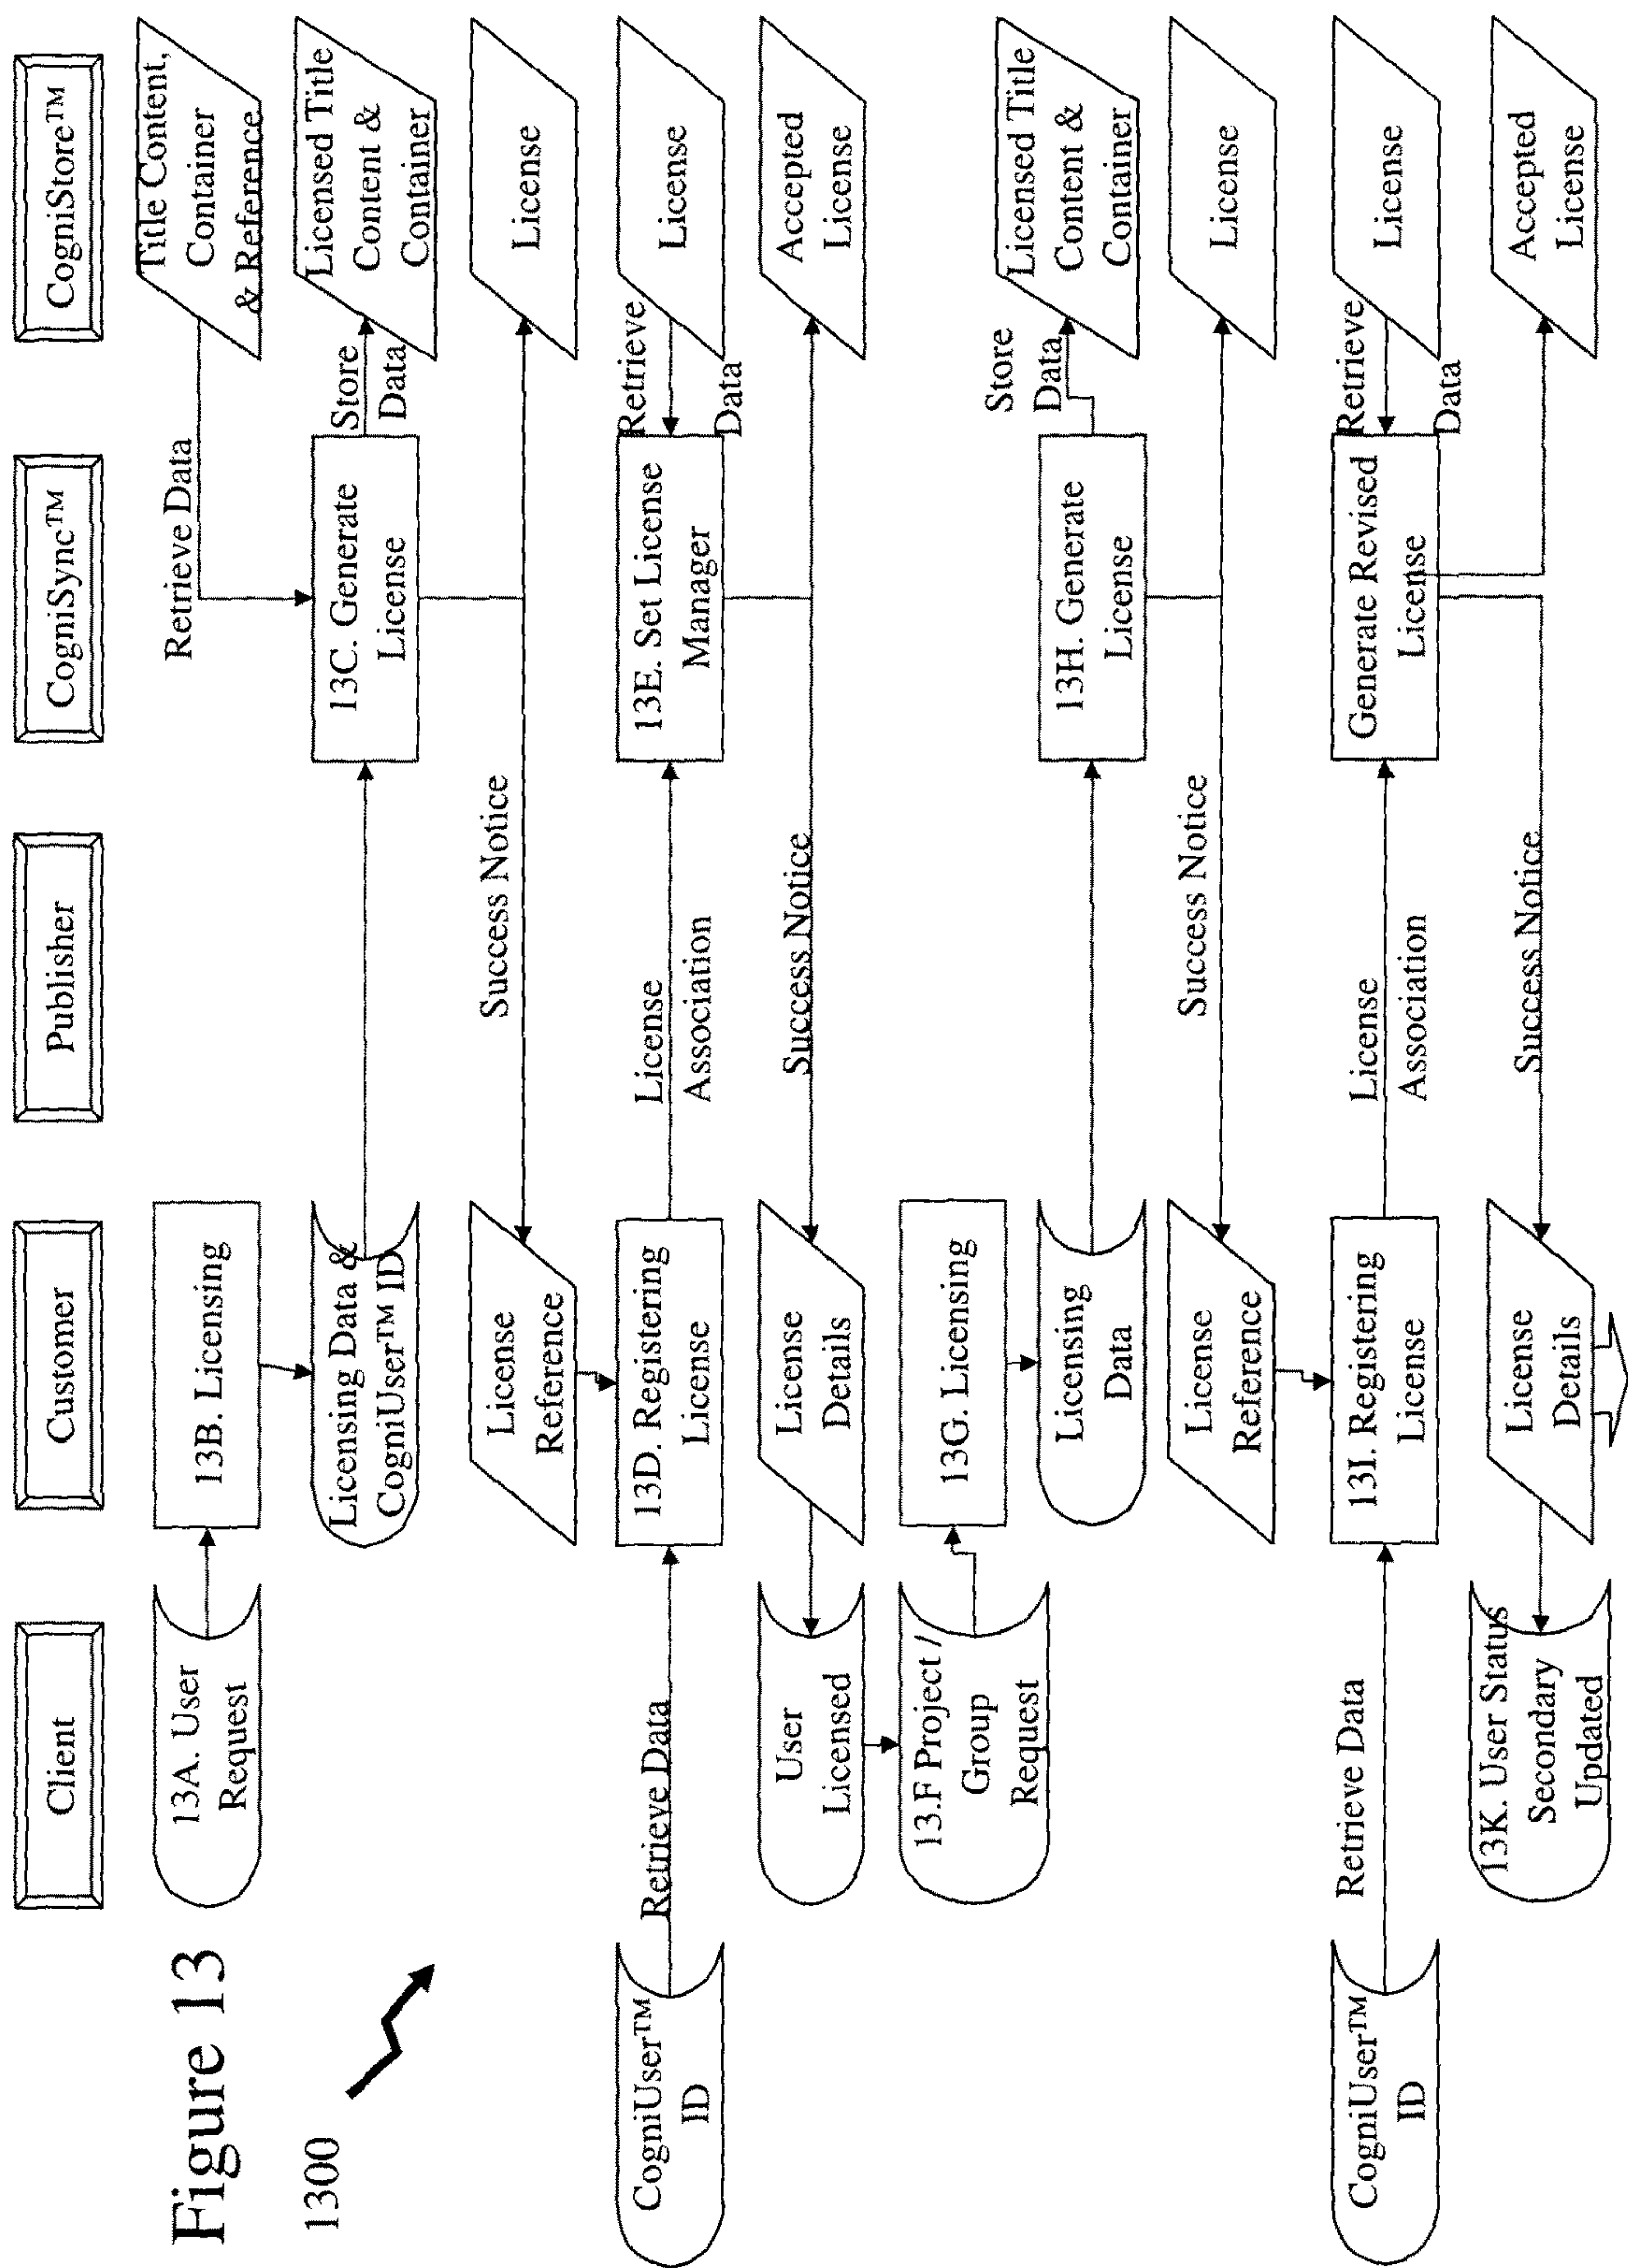 Figure 13
1300
Client
Customer
Publisher
CogniSync™
CogniStore™
13A. User
Request
13B. Licensing
Retrieve Data
Title Content,
Container
& Reference
Licensing Data &
CogniUser™ ID
13C. Generate
License
Store
Data
Licensed Title
Content &
Container
License
Reference
Success Notice
License
CogniUser™
ID
Retrieve Data
13D. Registering
License
License
Association
13E. Set License
Manager
Retrieve
Data
License
User
Licensed
License
Details
Success Notice
Accepted
License
13.F Project /
Group
Request
13G. Licensing
Licensing
Data
13H. Generate
License
Store
Data
Licensed Title
Content &
Container
License
Reference
Success Notice
License
CogniUser™
ID
Retrieve Data
13I. Registering
License
License
Association
Generate Revised
License
Retrieve
Data
License
13K. User Status
Secondary
Updated
License
Details
Success Notice
Accepted
License